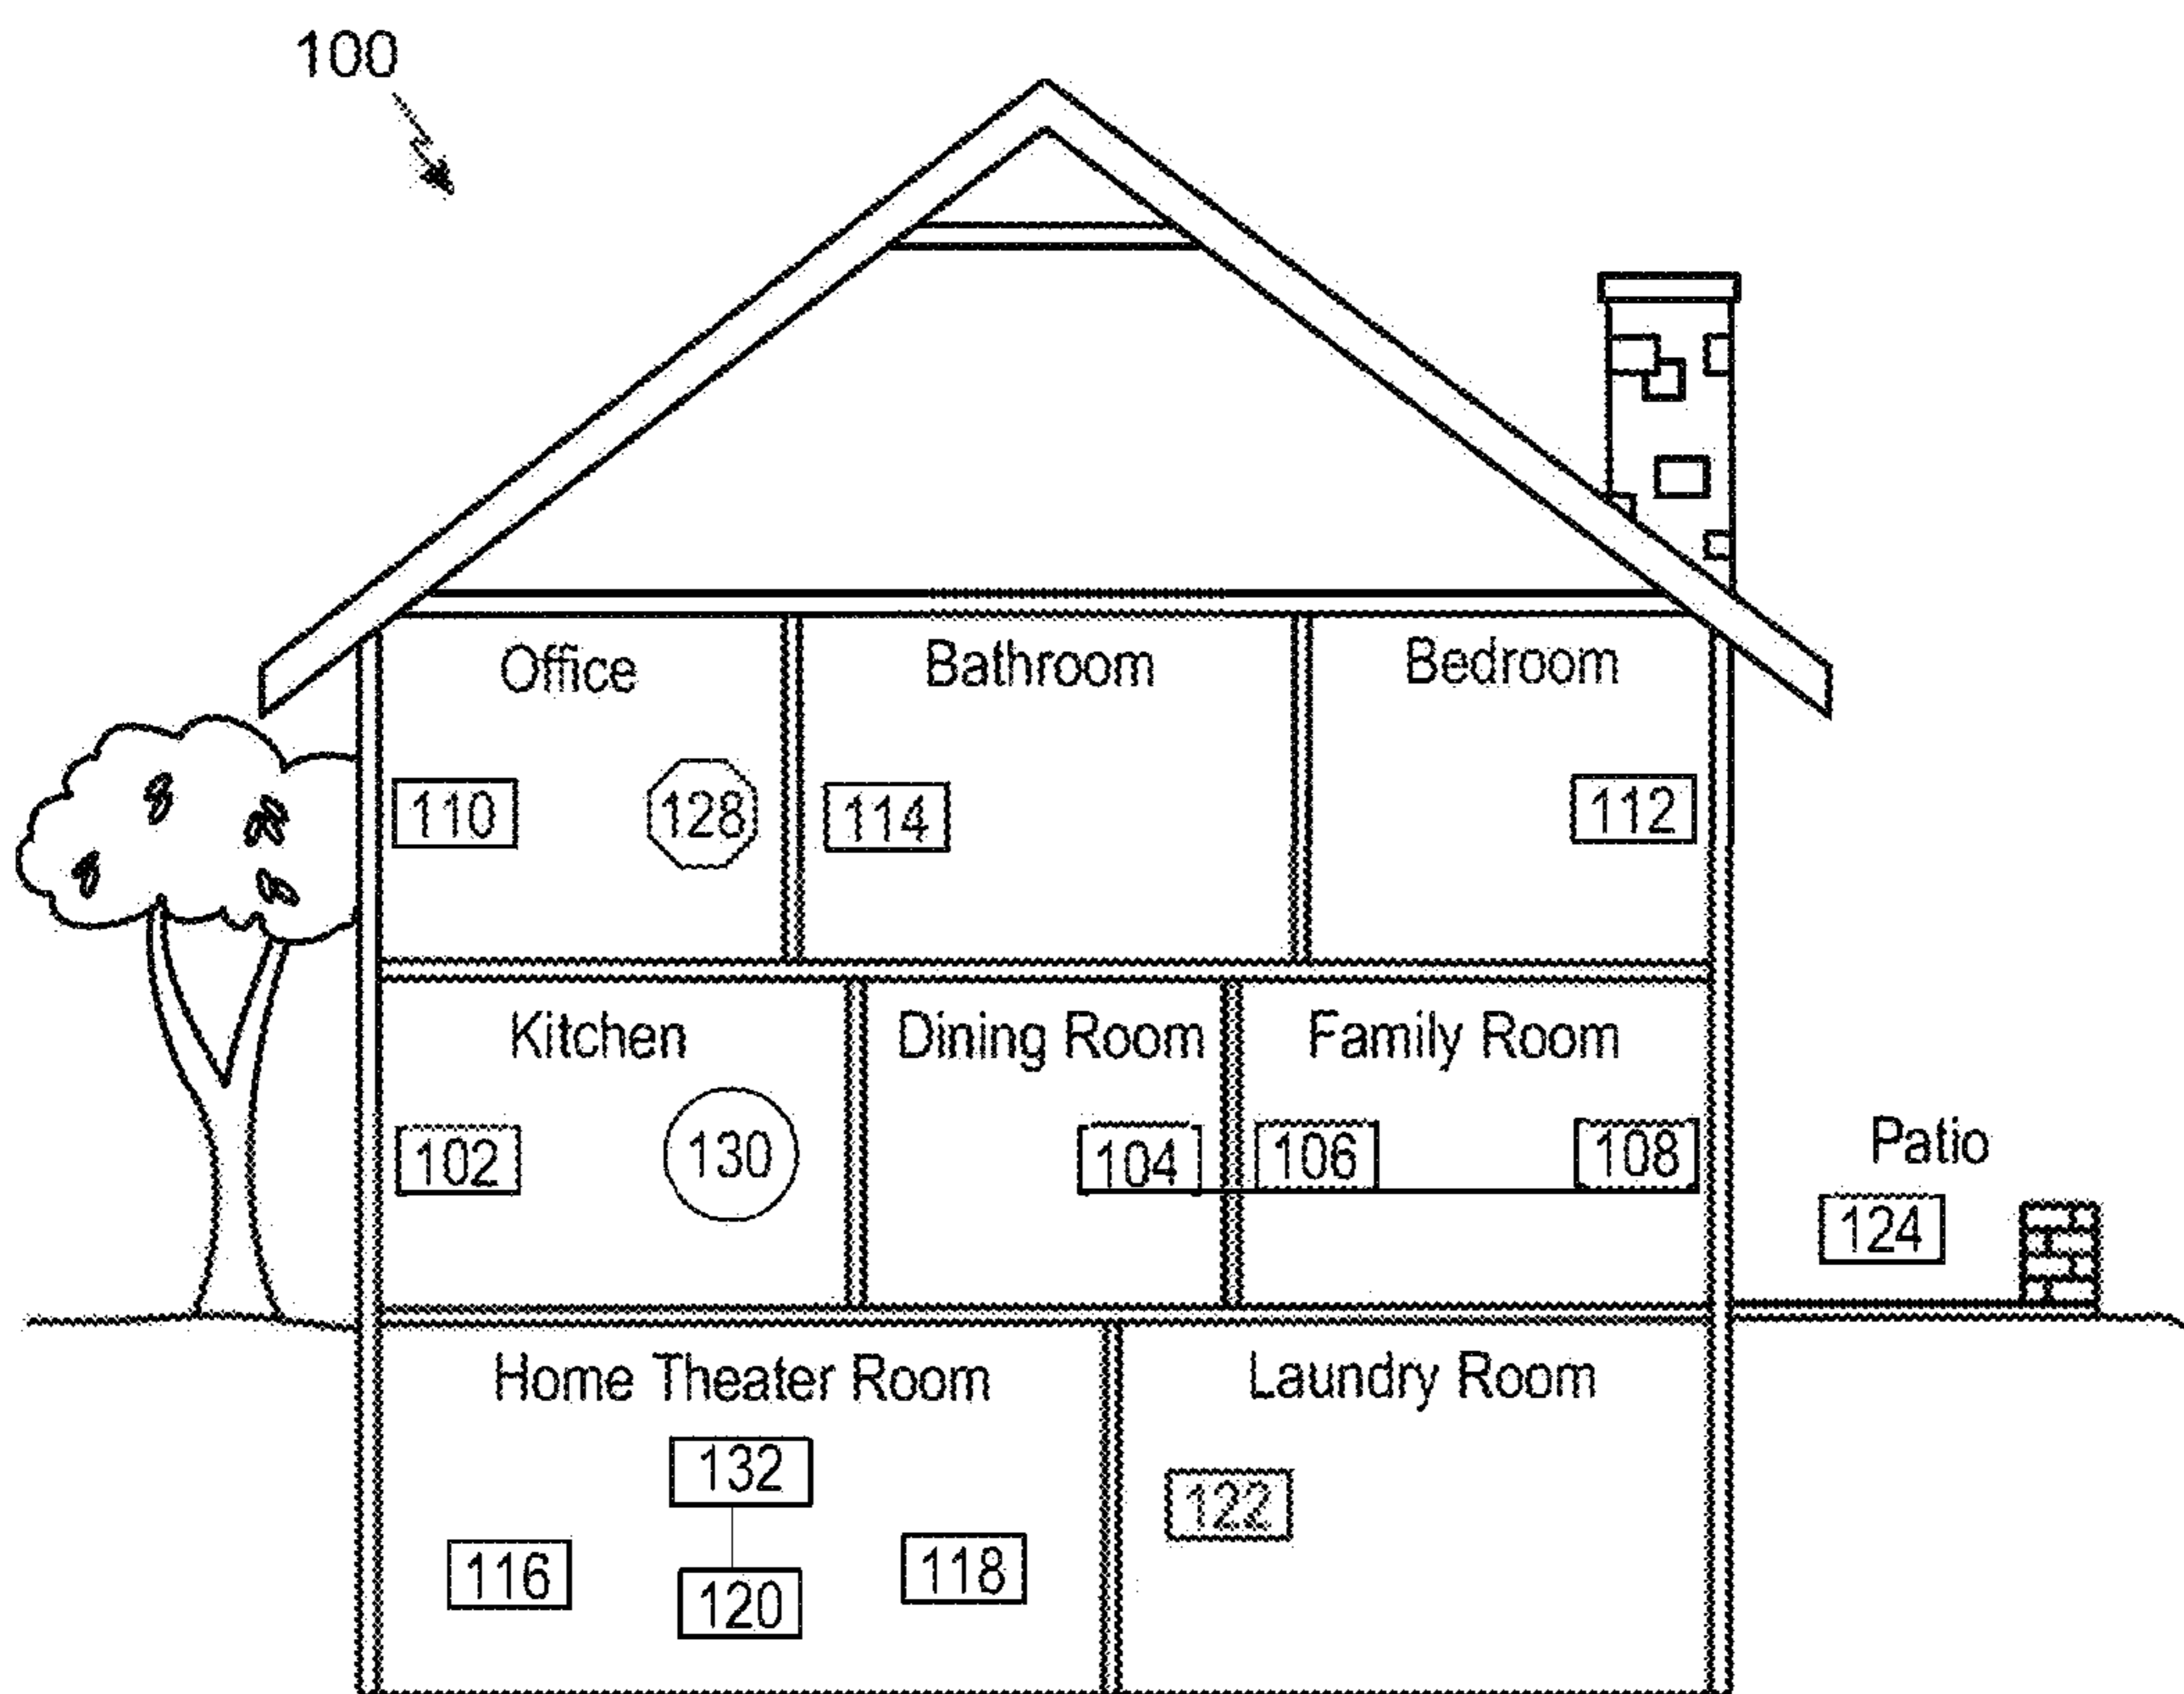 100
Office
Bathroom
Bedroom
110
128
114
112
Kitchen
Dining Room
Family Room
102
130
104
106
108
Patio
124
Home Theater Room
Laundry Room
132
122
116
120
118